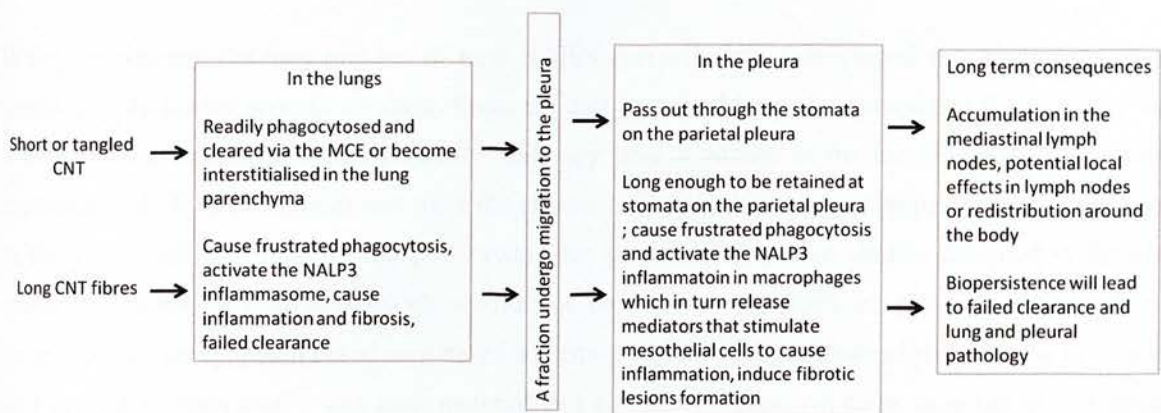 Short or tangled
CNT
Long CNT fibres
In the lungs
Readily phagocytosed and
cleared via the MCE or become
interstitialised in the lung
parenchyma
Cause frustrated phagocytosis,
activate the NALP3
inflammasome, cause
inflammation and fibrosis,
failed clearance
A fraction undergo migration to the pleura
In the pleura
Pass out through the stomata
on the parietal pleura
Long enough to be retained at
stomata on the parietal pleura
; cause frustrated phagocytosis
and activate the NALP3
inflammatoin in macrophages
which in turn release
mediators that stimulate
mesothelial cells to cause
inflammation, induce fibrotic
lesions formation
Long term consequences
Accumulation in the
mediastinal lymph
nodes, potential local
effects in lymph nodes
or redistribution around
the body
Biopersistence will lead
to failed clearance and
lung and pleural
pathology